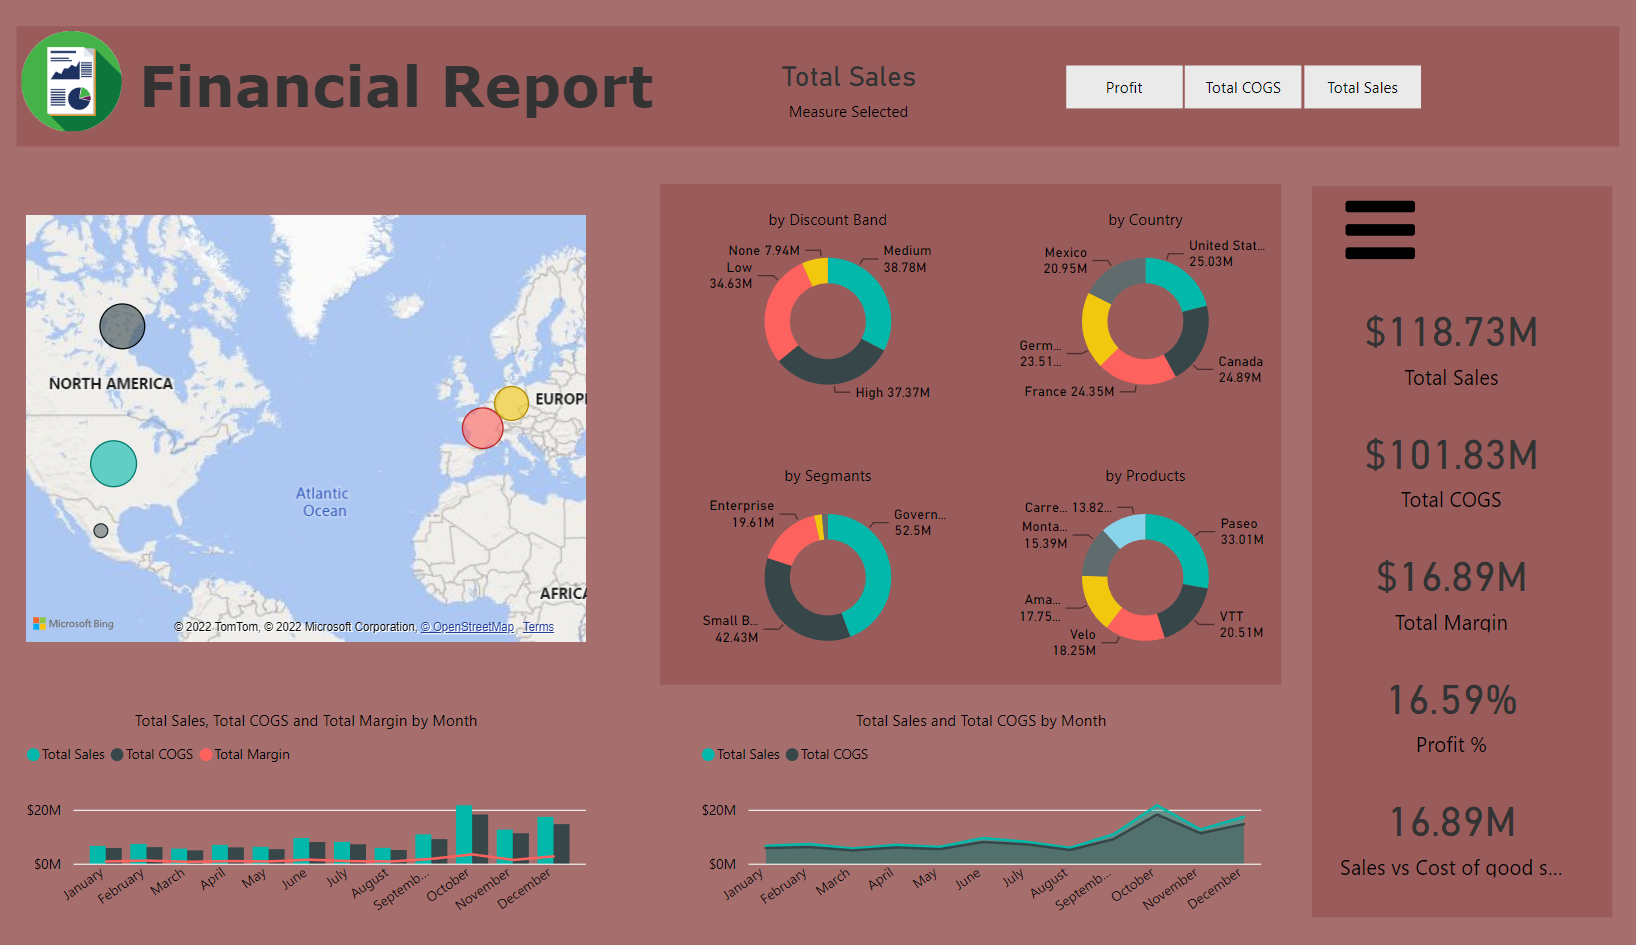 Financial Report
Total Sales
Measure Selected
Profit
Total COGS
Total Sales
NORTH AMERICA
EUROPE
Atlantic
Ocean
AFRICA
Microsoft Bing
© 2022 TomTom, © 2022 Microsoft Corporation, © OpenStreetMap Terms
by Discount Band
None 7.94M
Medium
38.78M
Low
34.63M
High 37.37M
by Country
Mexico
20.95M
United Stat...
25.03M
Germ...
23.51...
Canada
24.89M
France 24.35M
by Segmants
Enterprise
19.61M
Govern...
52.5M
Small B...
42.43M
by Products
Carre... 13.82...
Monta...
15.39M
Paseo
33.01M
Ama...
17.75...
VTT
20.51M
Velo
18.25M
$118.73M
Total Sales
$101.83M
Total COGS
$16.89M
Total Margin
16.59%
Profit %
16.89M
Sales vs Cost of good s...
Total Sales, Total COGS and Total Margin by Month
Total Sales Total COGS Total Margin
$20M
$0M
January
February
March
April
May
June
July
August
Septemb...
October
November
December
Total Sales and Total COGS by Month
Total Sales Total COGS
$20M
$0M
January
February
March
April
May
June
July
August
Septemb...
October
November
December